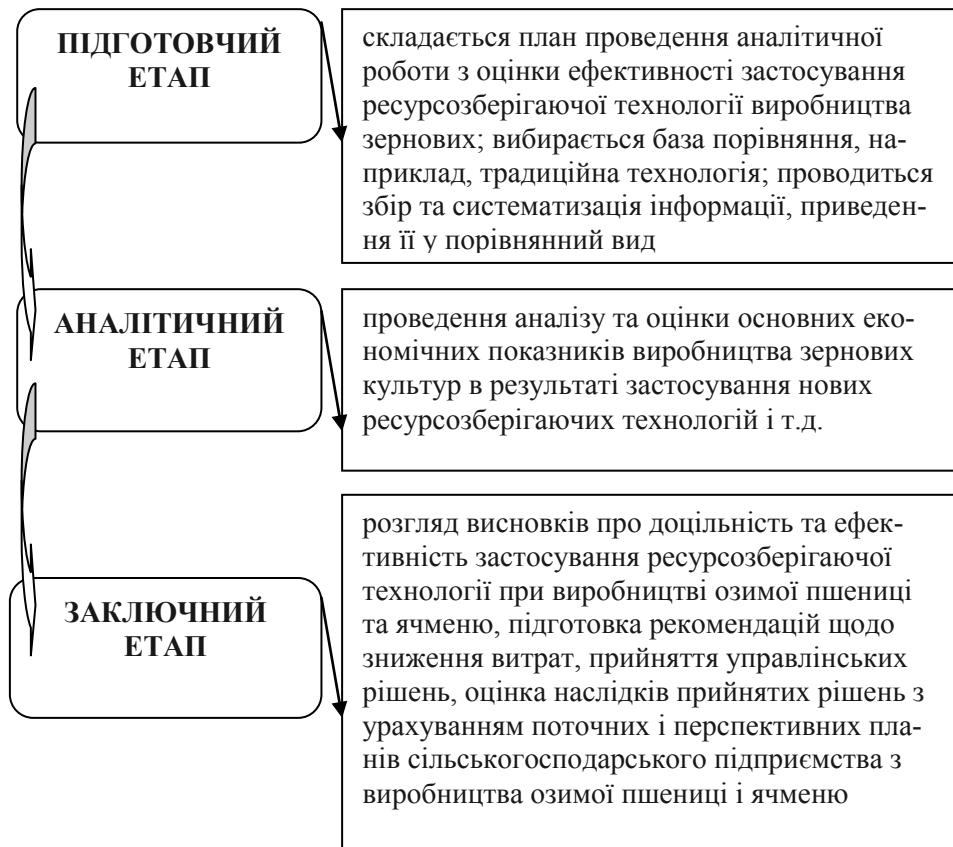 ПІДГОТОВЧИЙ
ЕТАП
складається план проведення аналітичної
роботи з оцінки ефективності застосування
ресурсозберігаючої технології виробництва
зернових; вибирається база порівняння, на-
приклад, традиційна технологія; проводиться
збір та систематизація інформації, приведен-
ня її у порівнянний вид
АНАЛІТИЧНИЙ
ЕТАП
проведення аналізу та оцінки основних еко-
номічних показників виробництва зернових
культур в результаті застосування нових
ресурсозберігаючих технологій і т.д.
ЗАКЛЮЧНИЙ
ЕТАП
розгляд висновків про доцільність та ефек-
тивність застосування ресурсозберігаючої
технології при виробництві озимої пшениці
та ячменю, підготовка рекомендацій щодо
зниження витрат, прийняття управлінських
рішень, оцінка наслідків прийнятих рішень з
урахуванням поточних і перспективних пла-
нів сільськогосподарського підприємства з
виробництва озимої пшениці і ячменю